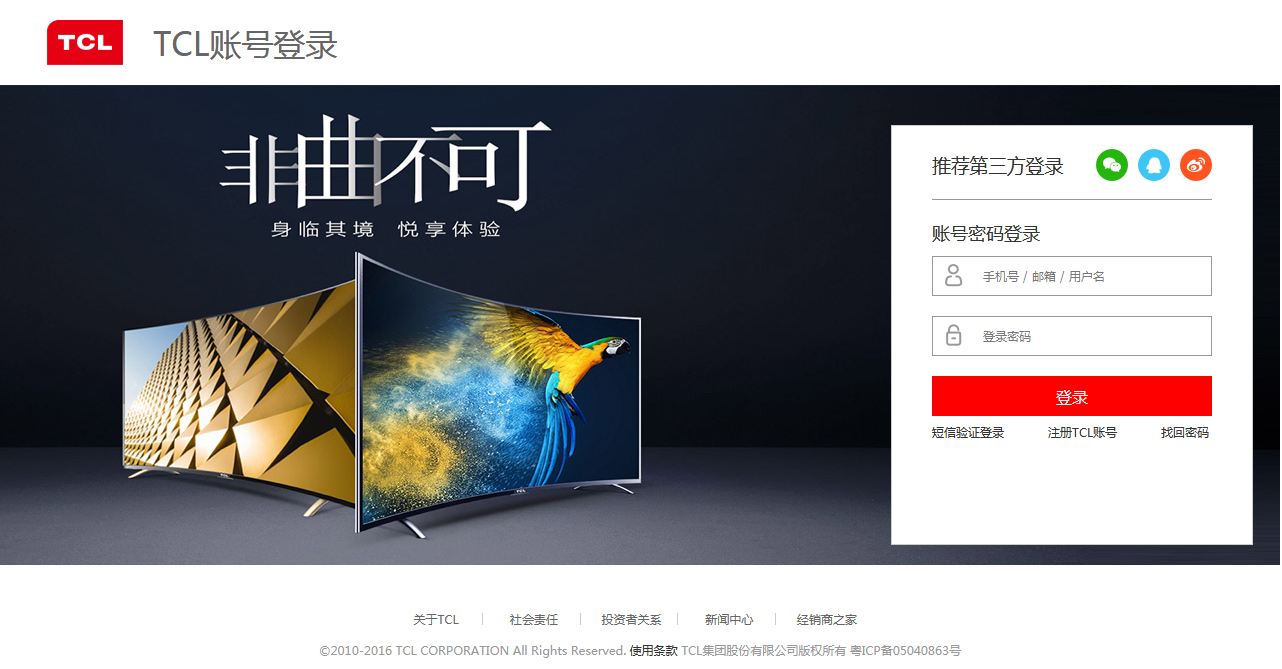 TCL TCL账号登录
非曲不可
身临其境 悦享体验
推荐第三方登录
账号密码登录
手机号 / 邮箱 / 用户名
登录密码
登录
短信验证登录 注册TCL账号 找回密码
TCL TCL
关于TCL 社会责任 投资者关系 新闻中心 经销商之家
©2010-2016 TCL CORPORATION All Rights Reserved. 使用条款 TCL集团股份有限公司版权所有 粤ICP备05040863号